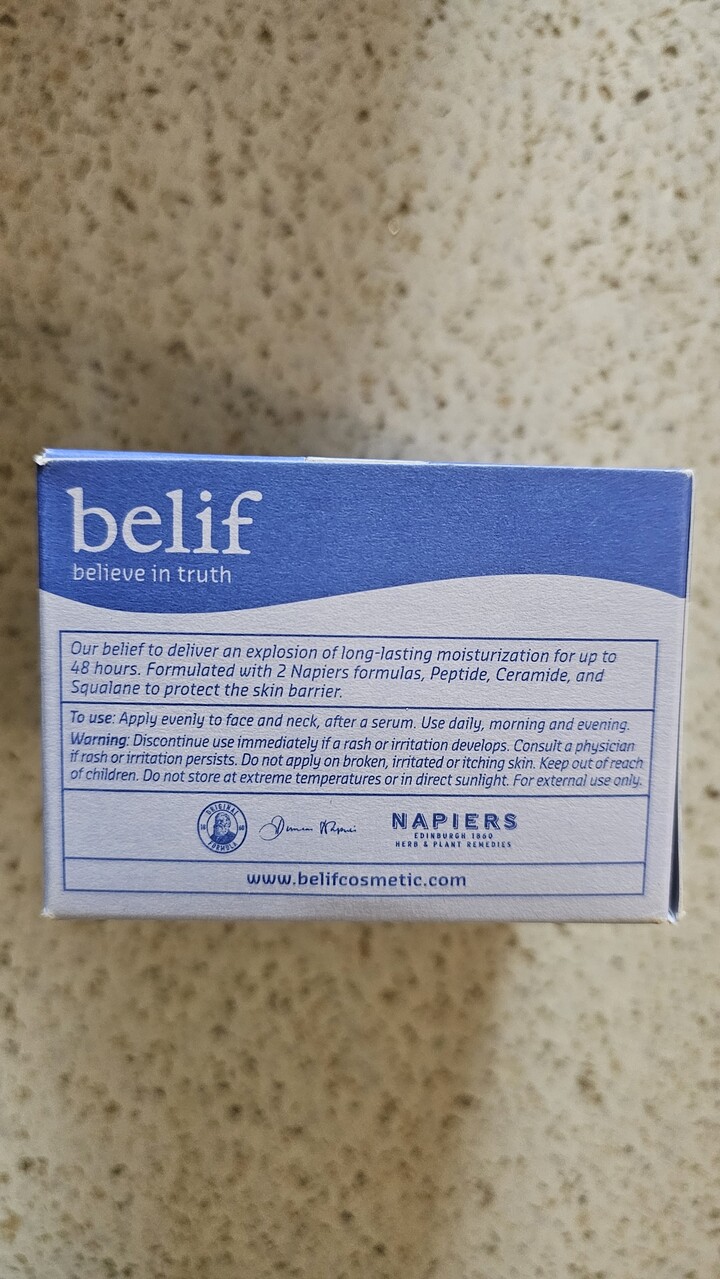 belif
believe in truth
Our belief to deliver an explosion of long-lasting moisturization for up to
48 hours. Formulated with 2 Napiers formulas, Peptide, Ceramide, and
Squalane to protect the skin barrier.
To use: Apply evenly to face and neck, after a serum. Use daily, morning and evening.
Warning: Discontinue use immediately if a rash or irritation develops. Consult a physician
if rash or irritation persists. Do not apply on broken, irritated or itching skin. Keep out of reach
of children. Do not store at extreme temperatures or in direct sunlight. For external use only.
ORIGINAL
18 60
FORMULA
Duncan Napier
NAPIERS
EDINBURGH 1860
HERB & PLANT REMEDIES
www.belifcosmetic.com